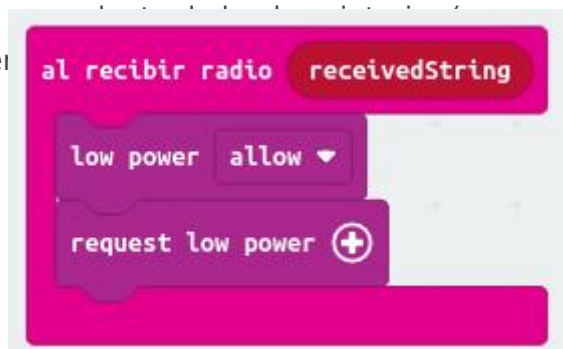 al recibir radio receivedString
low power allow
request low power